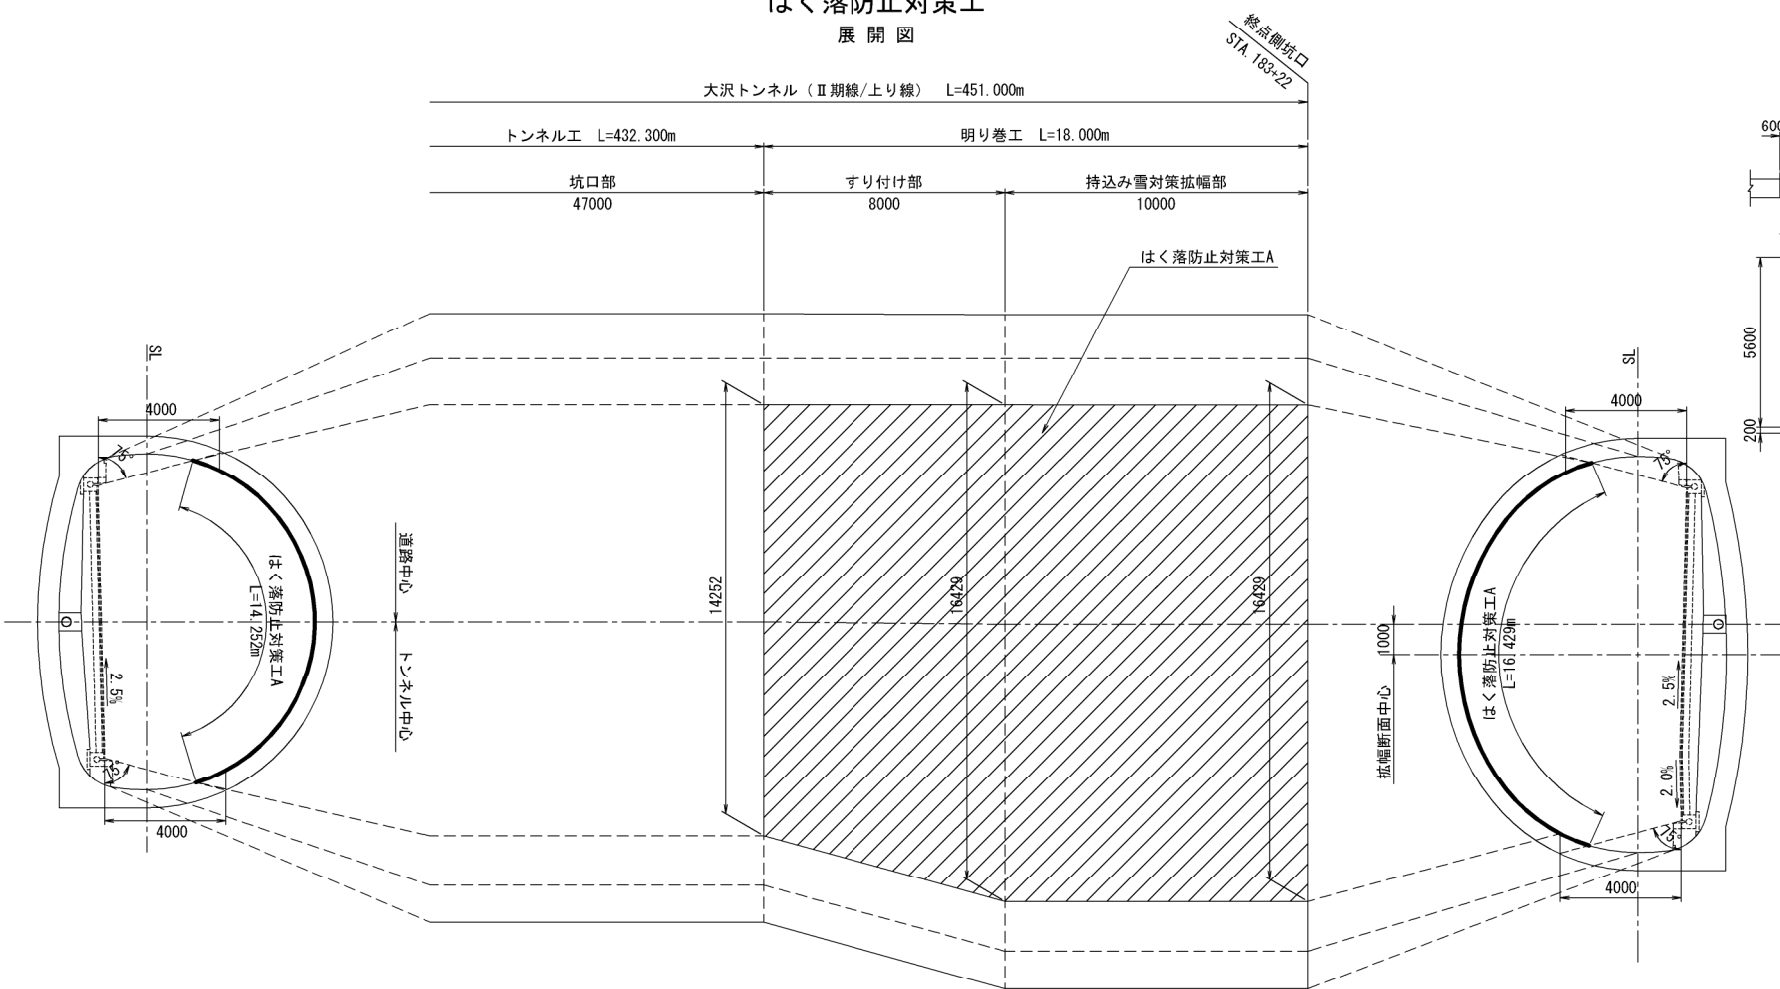 はく落防止対策工
展 開 図
終点側坑口
STA. 183+22
大沢トンネル(Ⅱ期線/上り線) L=451.000m
トンネル工 L=432.300m
明り巻工 L=18.000m
坑口部
47000
すり付け部
8000
持込み雪対策拡幅部
10000
はく落防止対策工A
600
5600
200
SL
4000
75°
はく落防止対策工A
L=14.252m
2.5%
75°
4000
道路中心
トンネル中心
14252
16429
16429
1000
拡幅断面中心
SL
4000
75°
はく落防止対策工A
L=16.429m
2.5%
2.0%
75°
4000